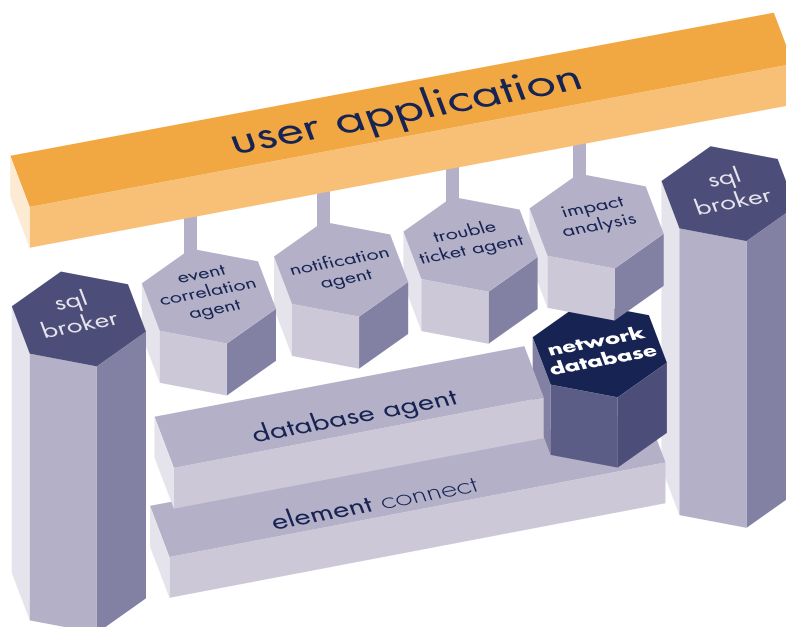 user application
sql
broker
impact
analysis
trouble
ticket agent
notification
agent
event
correlation
agent
sql
broker
network
database
database agent
element connect